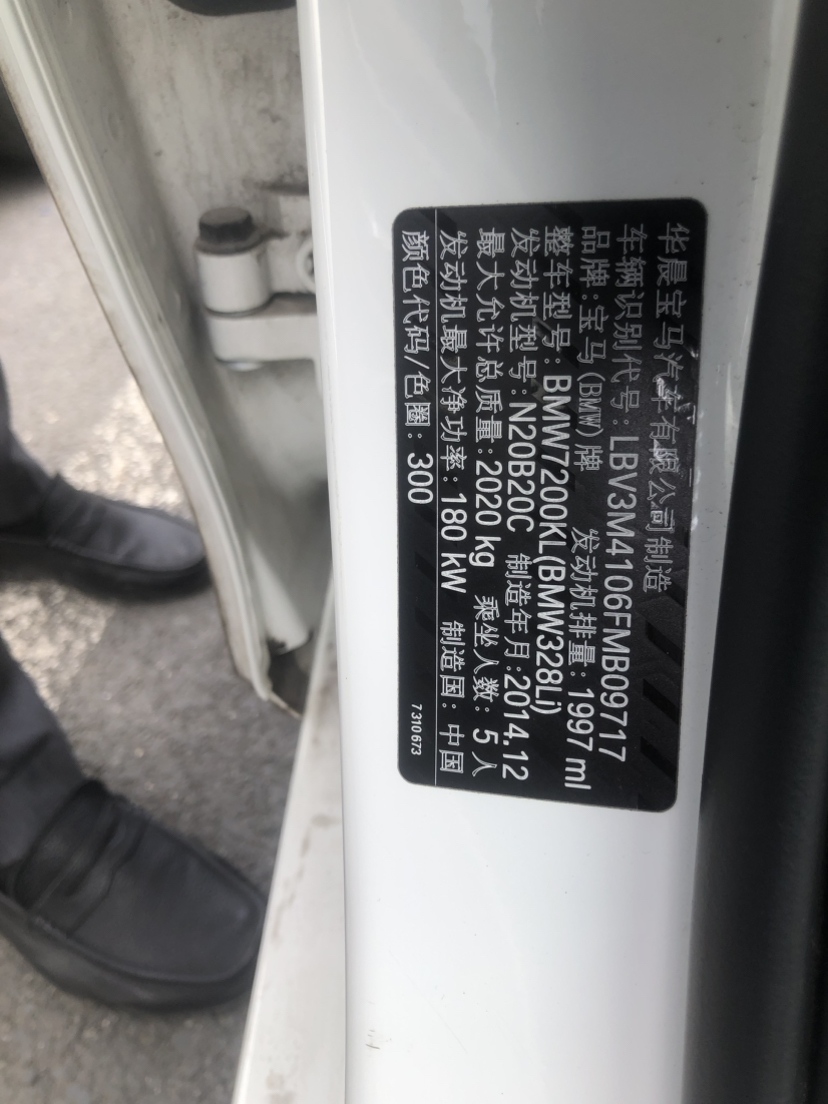 华晨宝马汽车有限公司制造
车辆识别代号:LBV3M4106FMB09717
品牌:宝马(BMW)牌 发动机排量:1997 ml
整车型号:BMW7200KL(BMW328Li)
发动机型号:N20B20C 制造年月:2014.12
最大允许总质量:2020 kg 乘坐人数:5人
发动机最大净功率:180 kW 制造国:中国
颜色代码/色圈:300
7 310 673